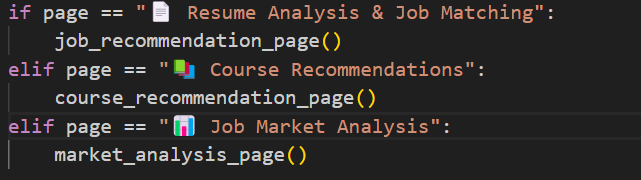 if page == "📄 Resume Analysis & Job Matching":
    job_recommendation_page()
elif page == "📚 Course Recommendations":
    course_recommendation_page()
elif page == "📊 Job Market Analysis":
    market_analysis_page()